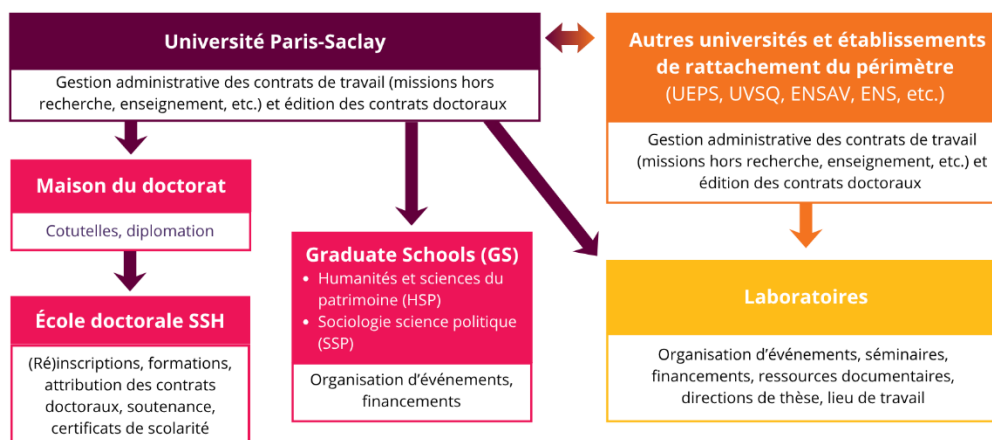 Université Paris-Saclay
Gestion administrative des contrats de travail (missions hors
recherche, enseignement, etc.) et édition des contrats doctoraux
Autres universités et établissements
de rattachement du périmètre
(UEPS, UVSQ, ENSAV, ENS, etc.)
Gestion administrative des contrats de travail
(missions hors recherche, enseignement, etc.) et
édition des contrats doctoraux
Maison du doctorat
Cotutelles, diplomation
École doctorale SSH
(Ré)inscriptions, formations,
attribution des contrats
doctoraux, soutenance,
certificats de scolarité
Graduate Schools (GS)
• Humanités et sciences du
patrimoine (HSP)
• Sociologie science politique
(SSP)
Organisation d'événements,
financements
Laboratoires
Organisation d'événements, séminaires,
financements, ressources documentaires,
directions de thèse, lieu de travail